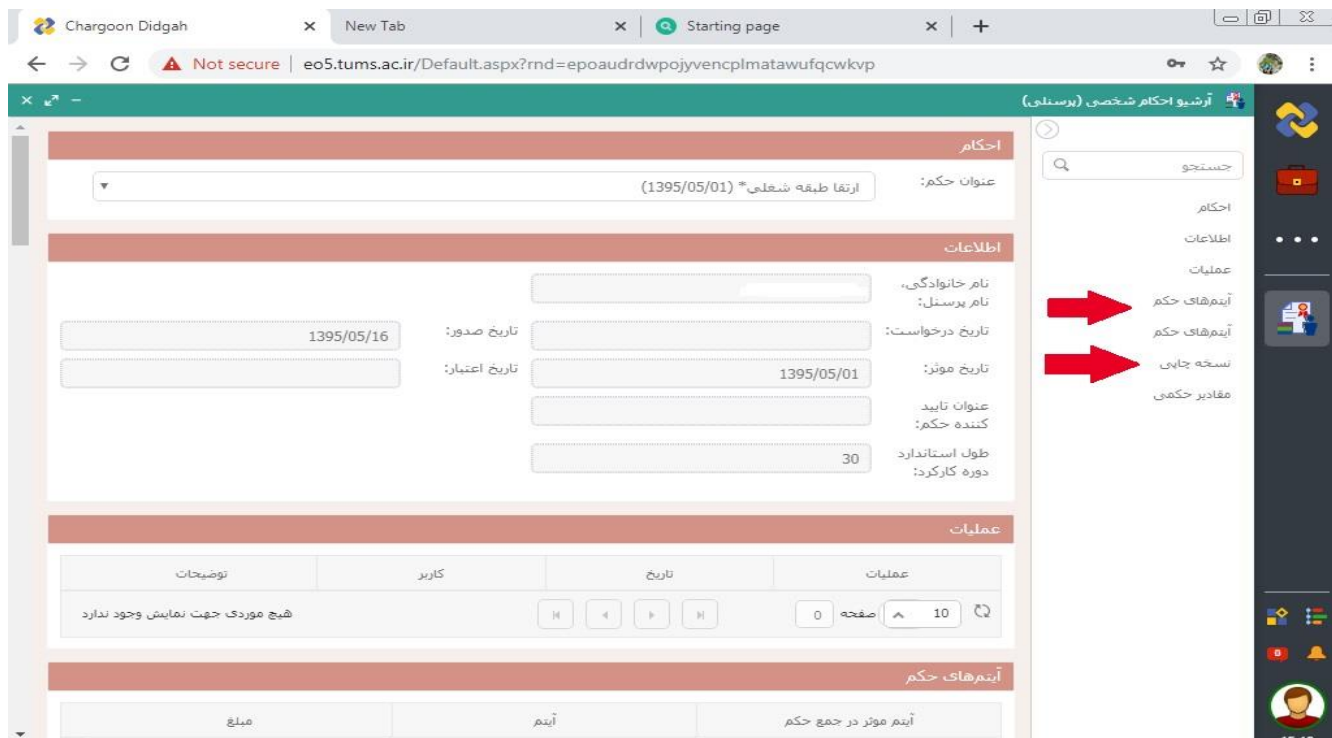 Chargoon Didgah
New Tab
Starting page
Not secure
eo5.tums.ac.ir/Default.aspx?rnd=epoaudrdwpojyvencplmatawufqcwkvp
آرشیو احکام شخصی (پرسنلی)
جستجو
احکام
اطلاعات
عملیات
آیتم‌های حکم
آیتم‌های حکم
نسخه چاپی
مقادیر حکمی
احکام
عنوان حکم:
ارتقا طبقه شغلی* (1395/05/01)
اطلاعات
نام خانوادگی،
نام پرسنل:
تاریخ درخواست:
تاریخ صدور:
1395/05/16
تاریخ موثر:
1395/05/01
تاریخ اعتبار:
عنوان تایید
کننده حکم:
طول استاندارد
دوره کارکرد:
30
عملیات
عملیات
تاریخ
کاربر
توضیحات
10
صفحه
0
هیچ موردی جهت نمایش وجود ندارد
آیتم‌های حکم
آیتم موثر در جمع حکم
آیتم
مبلغ
0